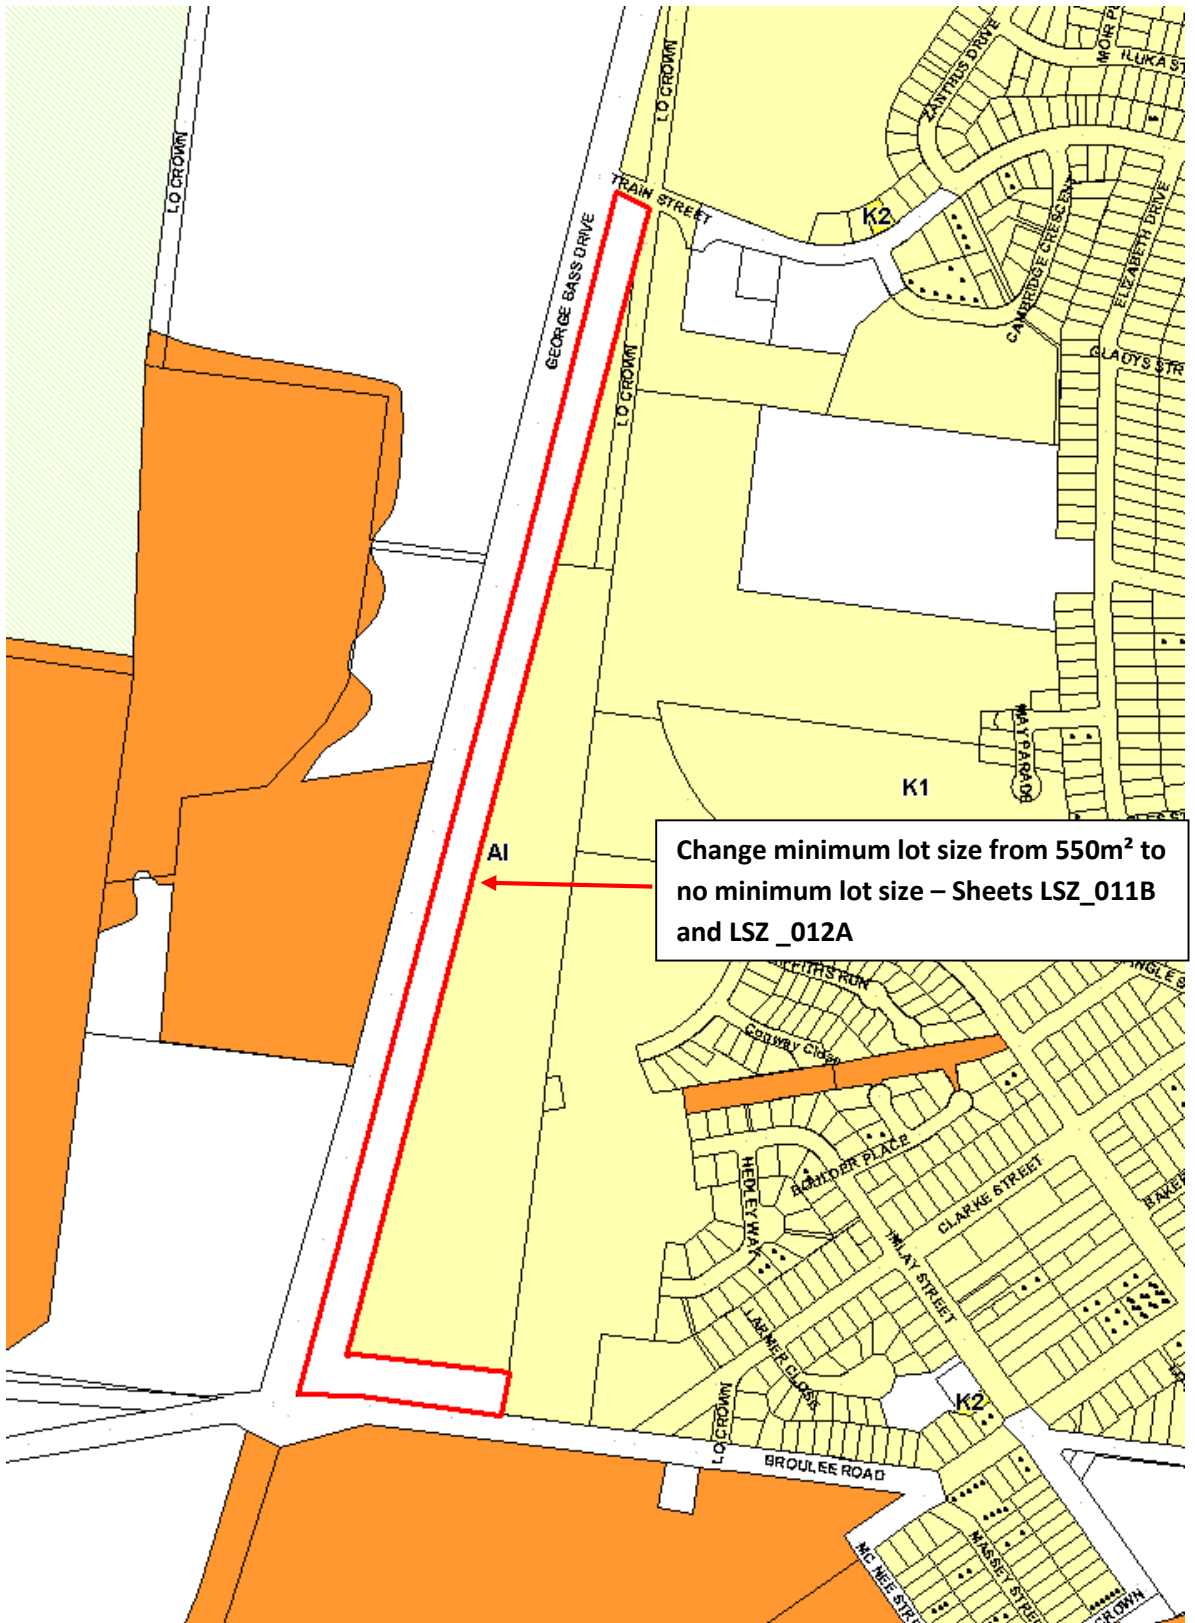 LO CROWN
LO CROWN
ZANTHUS DRIVE
ILUKA ST
TRAIN STREET
K2
GEORGE BASS DRIVE
CAMBRIDGE CRESCENT
ELIZABETH DRIVE
GLADYS STR
LO CROWN
MAY PARADE
K1
AI
Change minimum lot size from 550m² to
no minimum lot size – Sheets LSZ_011B
and LSZ _012A
Conway Close
BOULDER PLACE
HEDLEY WAY
CLARKE STREET
IMLAY STREET
LARMER CLOSE
LO CROWN
K2
BROULEE ROAD
MASSEY STREE
CROWN